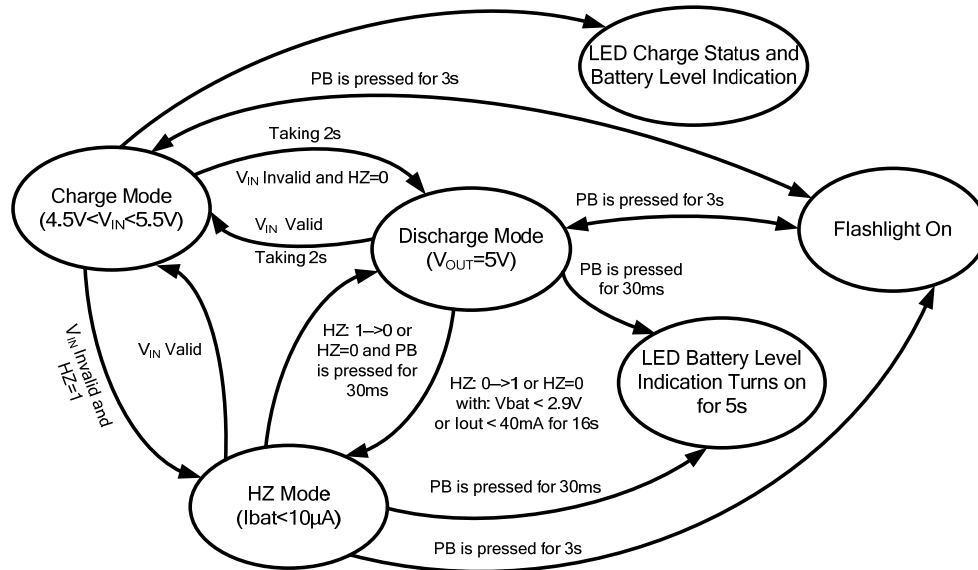 LED Charge Status and
Battery Level Indication
PB is pressed for 3s
Taking 2s
V_IN Invalid and HZ=0
Charge Mode
(4.5V<V_IN<5.5V)
V_IN Valid
Taking 2s
Discharge Mode
(V_OUT=5V)
PB is pressed for 3s
Flashlight On
PB is pressed
for 30ms
V_IN Invalid and
HZ=1
V_IN Valid
HZ: 1->0 or
HZ=0 and PB
is pressed for
30ms
HZ: 0->1 or HZ=0
with: Vbat < 2.9V
or Iout < 40mA for 16s
LED Battery Level
Indication Turns on
for 5s
HZ Mode
(Ibat<10µA)
PB is pressed for 30ms
PB is pressed for 3s